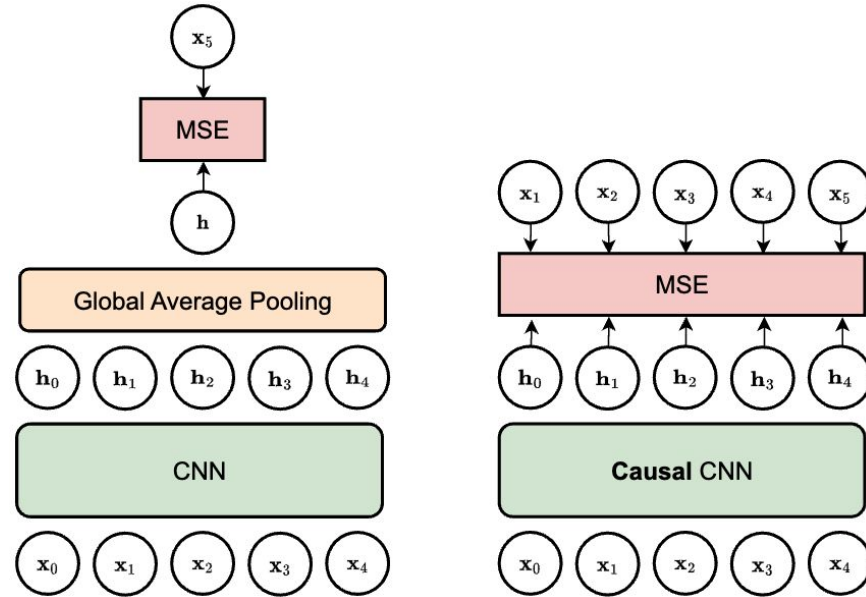 x₅
MSE
h
Global Average Pooling
h₀ h₁ h₂ h₃ h₄
CNN
x₀ x₁ x₂ x₃ x₄
x₁ x₂ x₃ x₄ x₅
MSE
h₀ h₁ h₂ h₃ h₄
Causal CNN
x₀ x₁ x₂ x₃ x₄